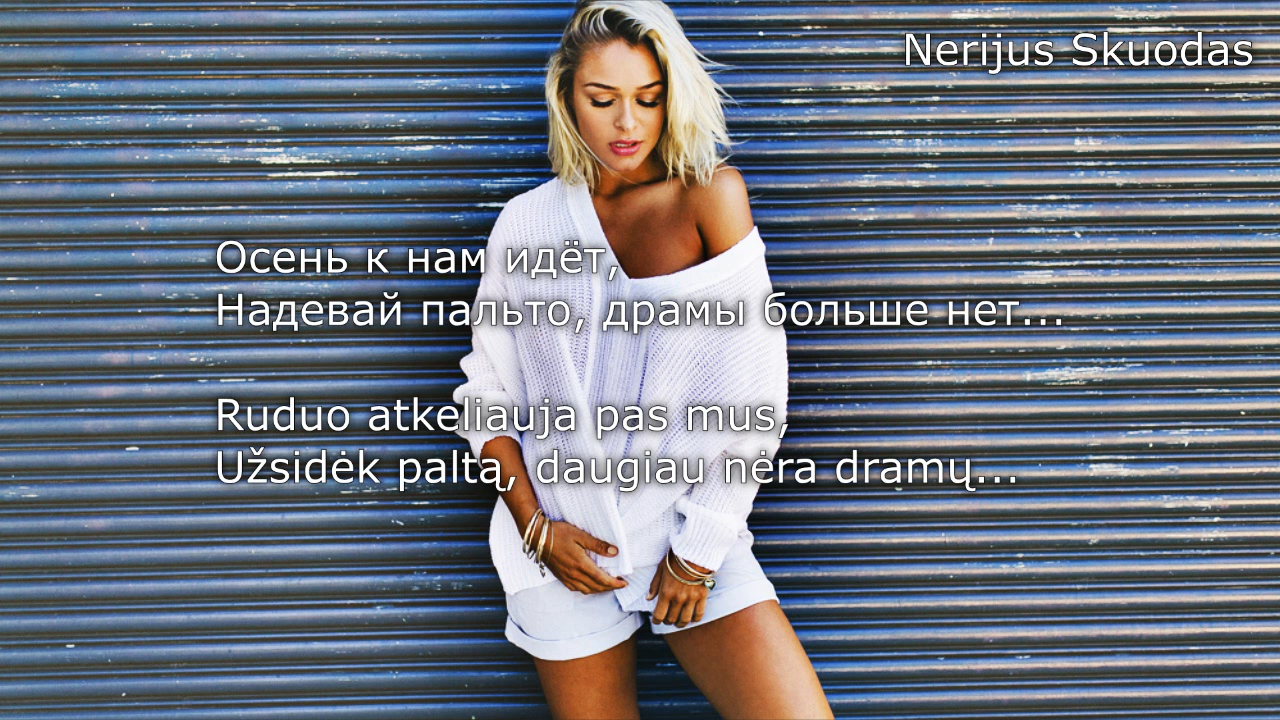 Nerijus Skuodas
Осень к нам идёт,
Надевай пальто, драмы больше нет...
Ruduo atkeliauja pas mus,
Užsidėk paltą, daugiau nėra dramų...